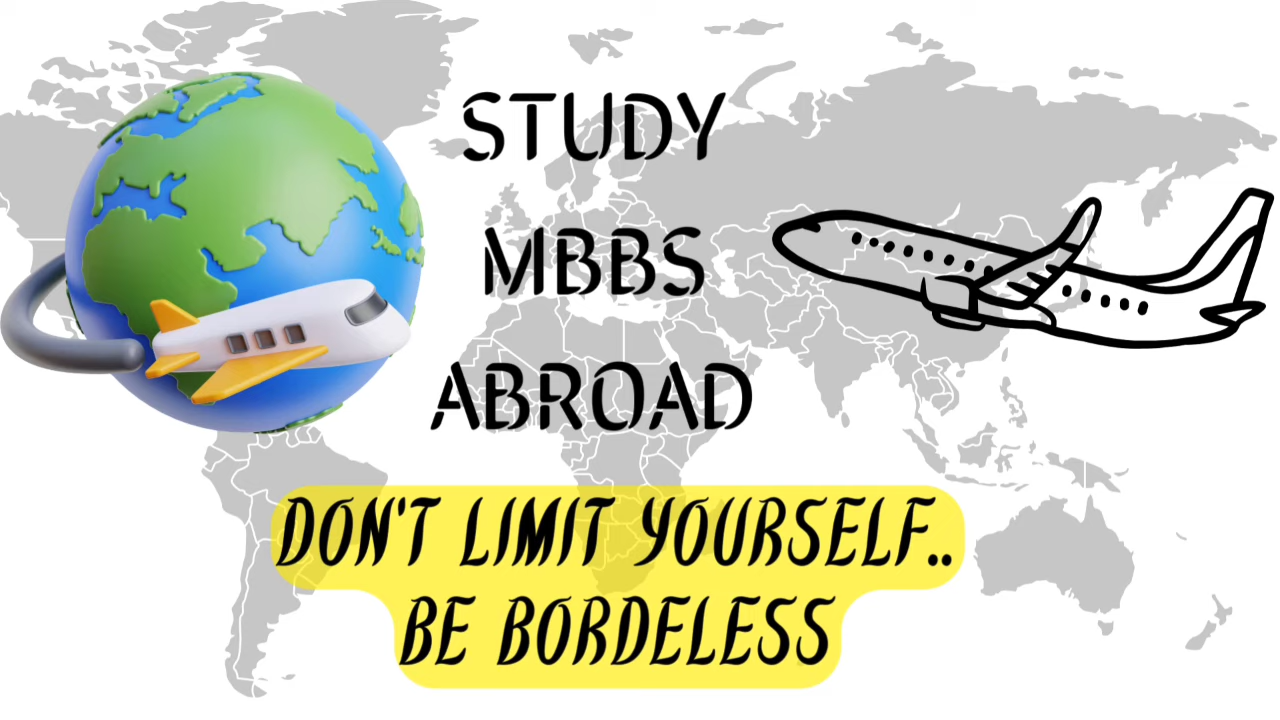 STUDY
MBBS
ABROAD
DON'T LIMIT YOURSELF..
BE BORDELESS